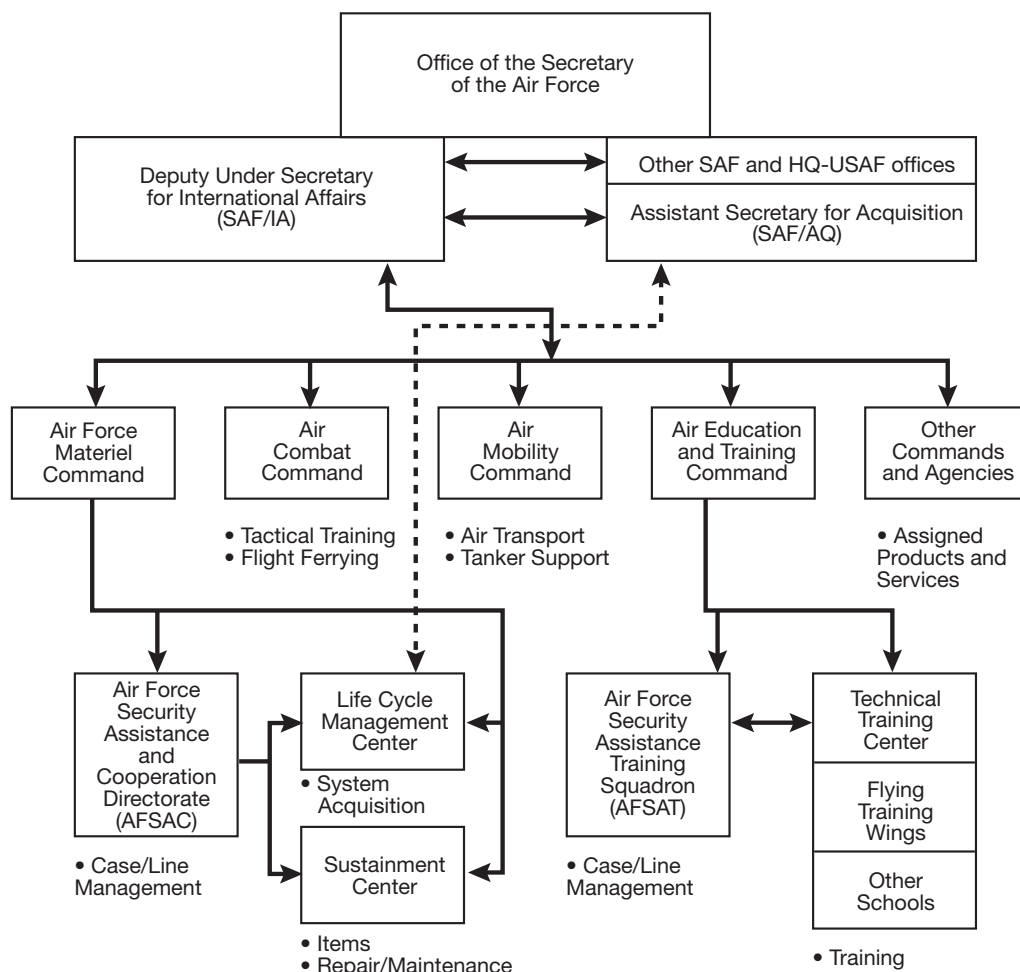 Office of the Secretary
of the Air Force
Deputy Under Secretary
for International Affairs
(SAF/IA)
Other SAF and HQ-USAF offices
Assistant Secretary for Acquisition
(SAF/AQ)
Air Force
Materiel
Command
Air
Combat
Command
• Tactical Training
• Flight Ferrying
Air
Mobility
Command
• Air Transport
• Tanker Support
Air Education
and Training
Command
Other
Commands
and Agencies
• Assigned
Products and
Services
Air Force
Security
Assistance
and
Cooperation
Directorate
(AFSAC)
• Case/Line
Management
Life Cycle
Management
Center
• System
Acquisition
Sustainment
Center
• Items
• Repair/Maintenance
Air Force
Security
Assistance
Training
Squadron
(AFSAT)
• Case/Line
Management
Technical
Training
Center
Flying
Training
Wings
Other
Schools
• Training